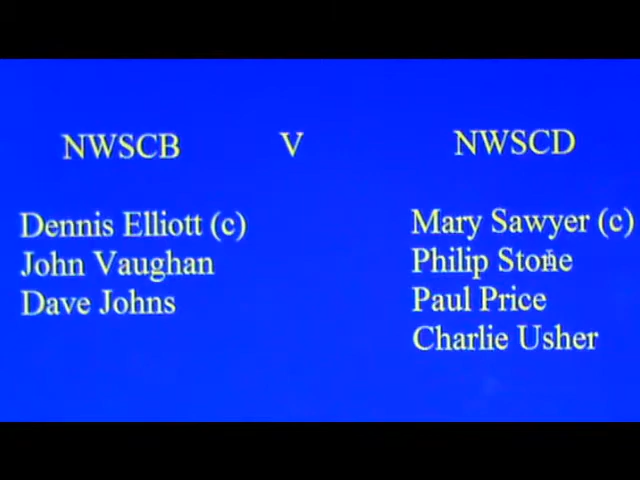 NWSCB V NWSCD
Dennis Elliott (c)
John Vaughan
Dave Johns
Mary Sawyer (c)
Philip Stone
Paul Price
Charlie Usher